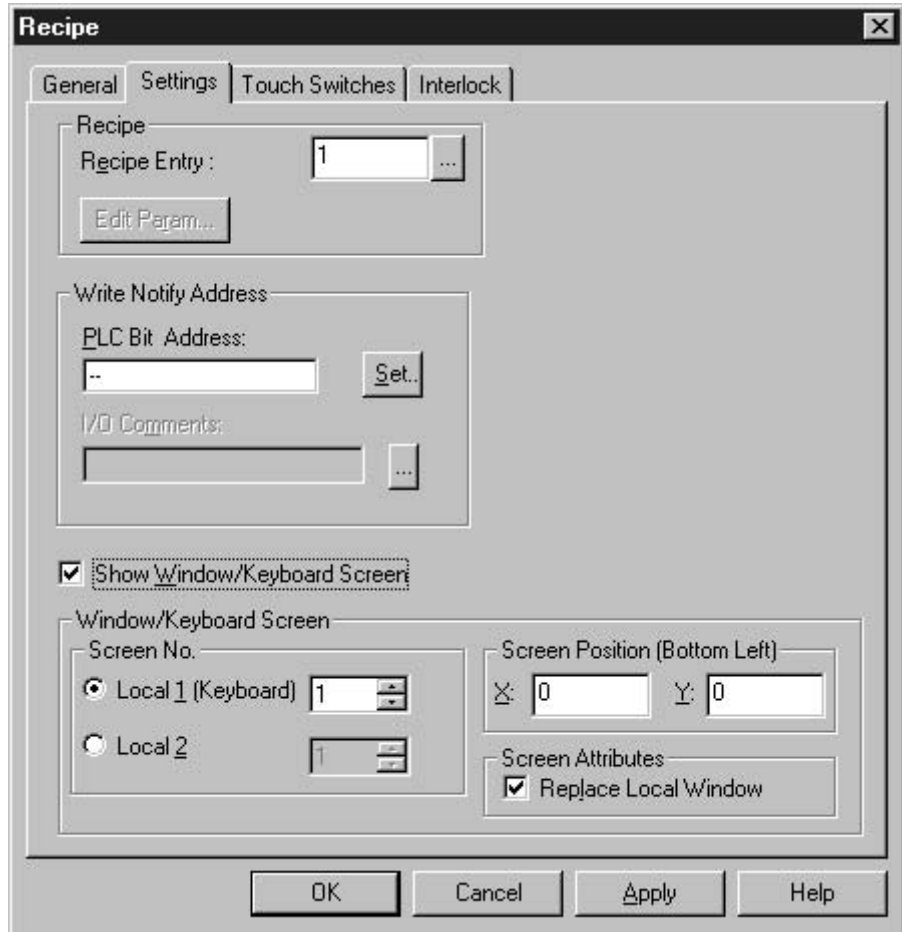 Recipe
General Settings Touch Switches Interlock
Recipe
Recipe Entry : 1 ...
Edit Param...
Write Notify Address
PLC Bit Address:
-- Set..
I/O Comments:
...
Show Window/Keyboard Screen
Window/Keyboard Screen
Screen No.
Local 1 (Keyboard) 1
Local 2 1
Screen Position (Bottom Left)
X: 0 Y: 0
Screen Attributes
Replace Local Window
OK Cancel Apply Help